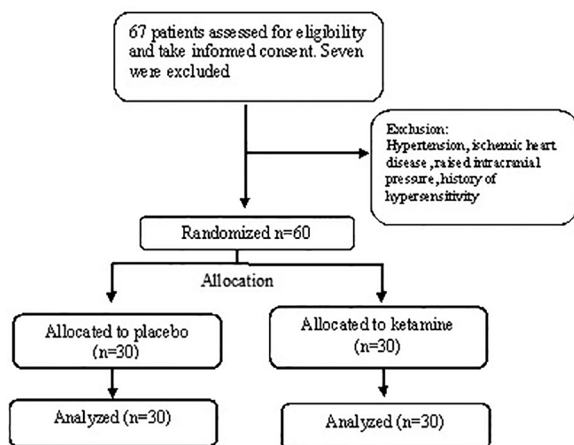 67 patients assessed for eligibility
and take informed consent. Seven
were excluded
Exclusion:
Hypertension, ischemic heart
disease ,raised intracranial
pressure, history of
hypersensitivity
Randomized n=60
Allocation
Allocated to placebo
(n=30)
Allocated to ketamine
(n=30)
Analyzed (n=30)
Analyzed (n=30)